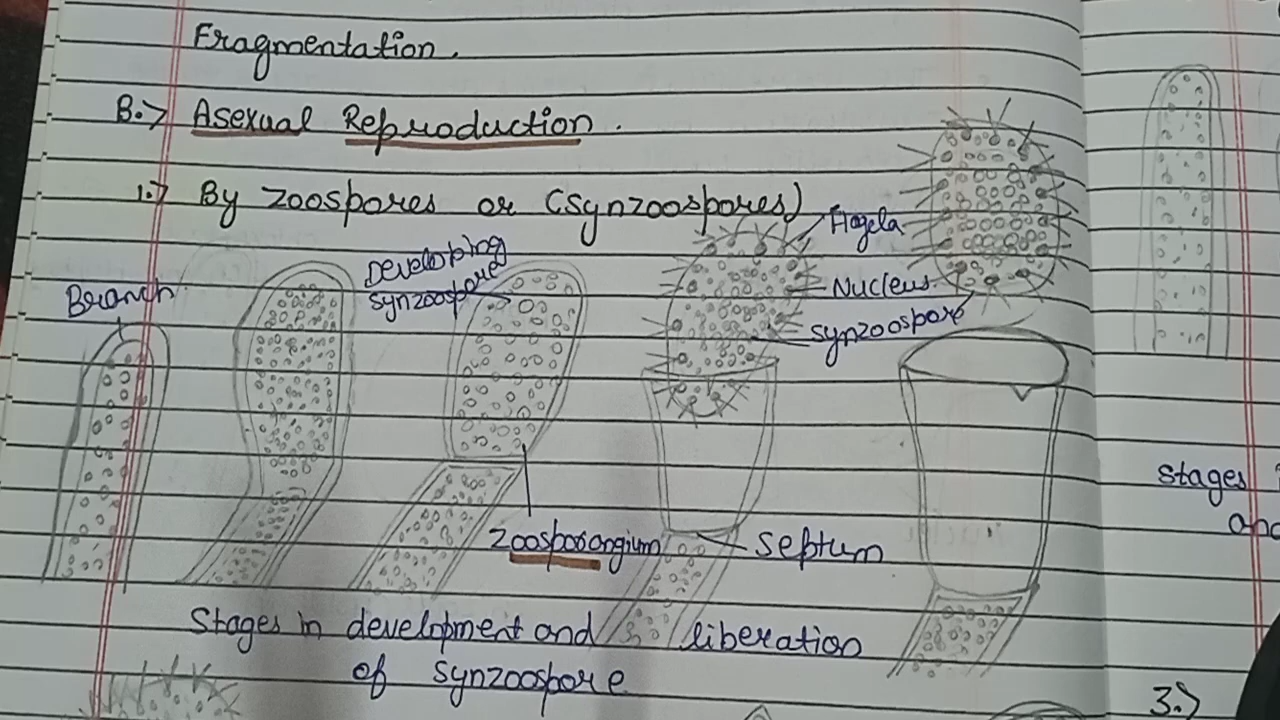 Fragmentation.
B.> Asexual Reproduction.
1.> By Zoospores or (Synzoospores)
Branch
Developing
synzoospore
Flagela
Nucleus
synzoospore
Zoosporangium
Septum
Stages in development and liberation
of synzoospore
stages
and
3.>